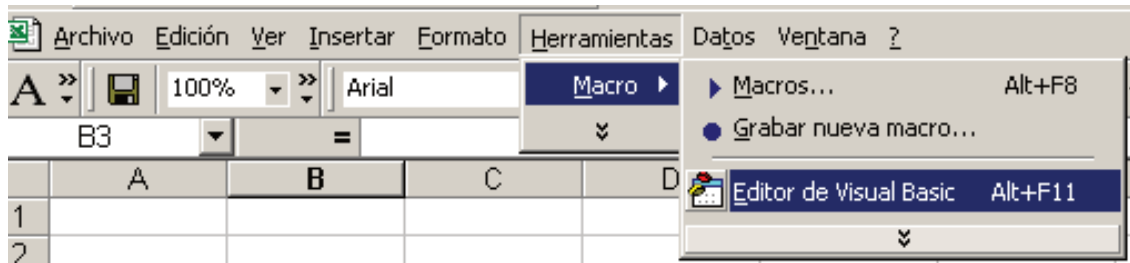 Archivo Edición Ver Insertar Formato Herramientas Datos Ventana ?
A 100% Arial Macro Macros... Alt+F8
B3 = Grabar nueva macro...
A B C D Editor de Visual Basic Alt+F11
1
2